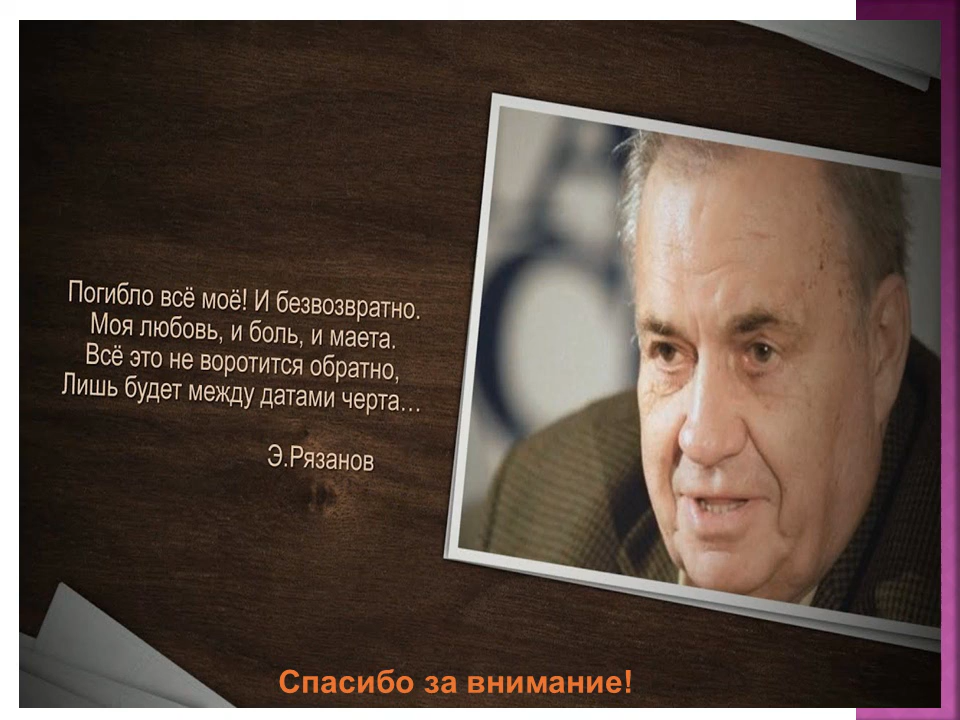 Погибло всё моё! И безвозвратно.
Моя любовь, и боль, и маета.
Всё это не воротится обратно,
Лишь будет между датами черта…
Э.Рязанов
Спасибо за внимание!